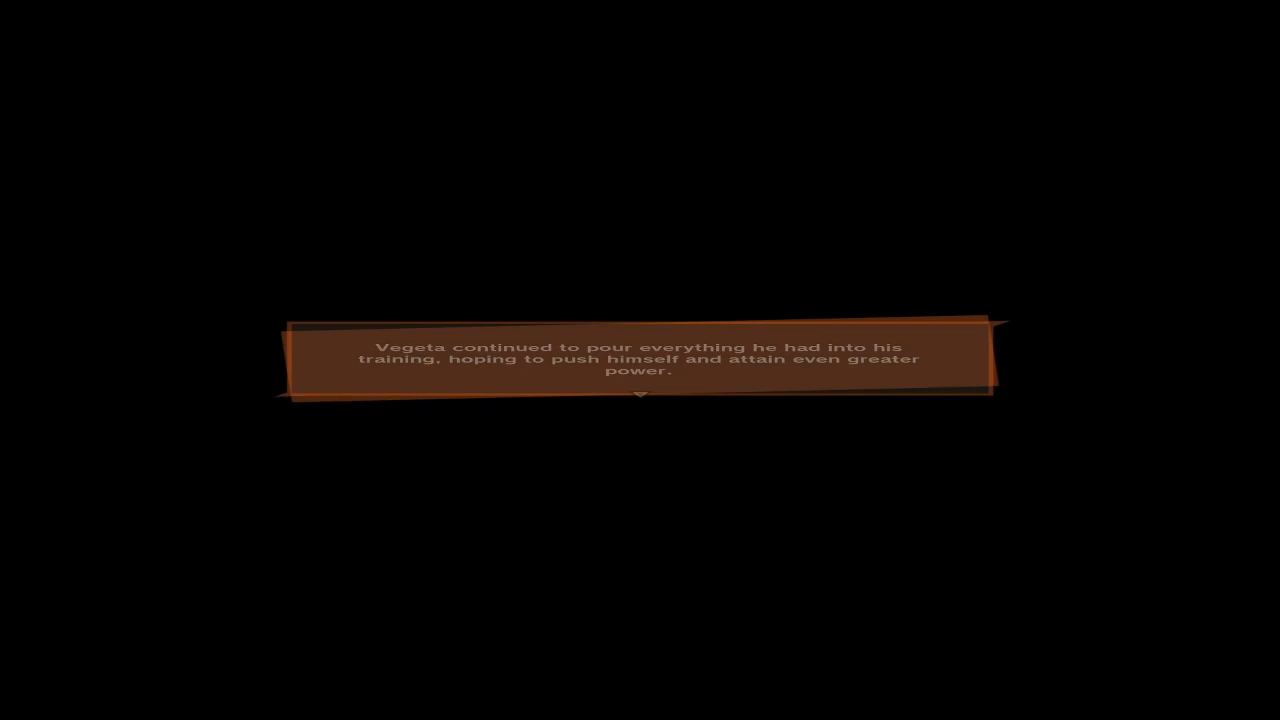 Vegeta continued to pour everything he had into his
training, hoping to push himself and attain even greater
power.